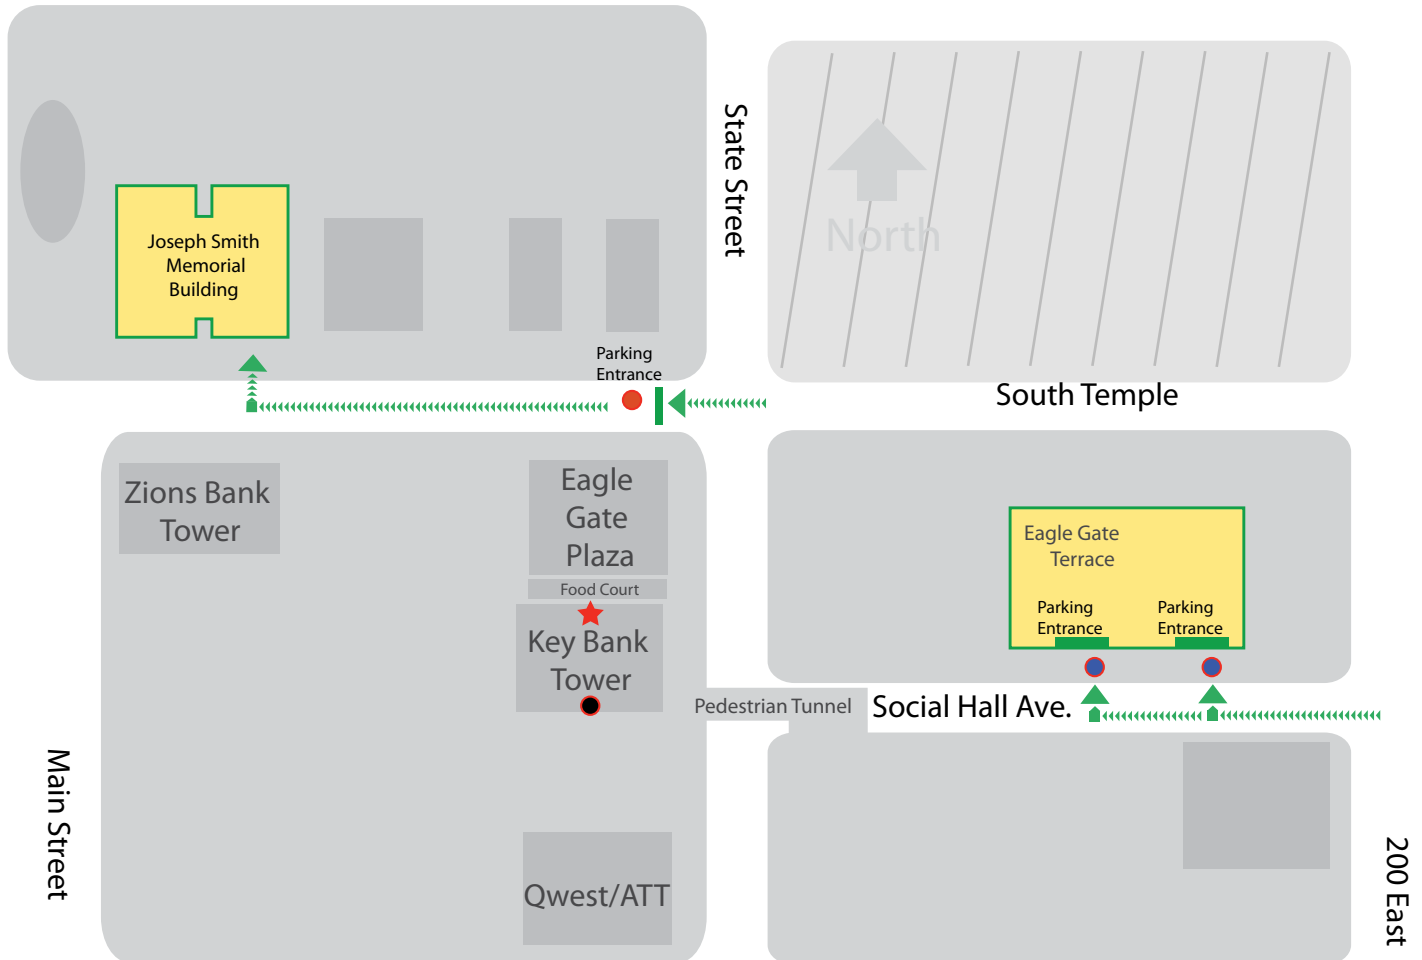 State Street
North
Joseph Smith
Memorial
Building
Parking
Entrance
South Temple
Zions Bank
Tower
Eagle
Gate
Plaza
Food Court
Key Bank
Tower
Eagle Gate
Terrace
Parking
Entrance
Parking
Entrance
Pedestrian Tunnel
Social Hall Ave.
Main Street
Qwest/ATT
200 East